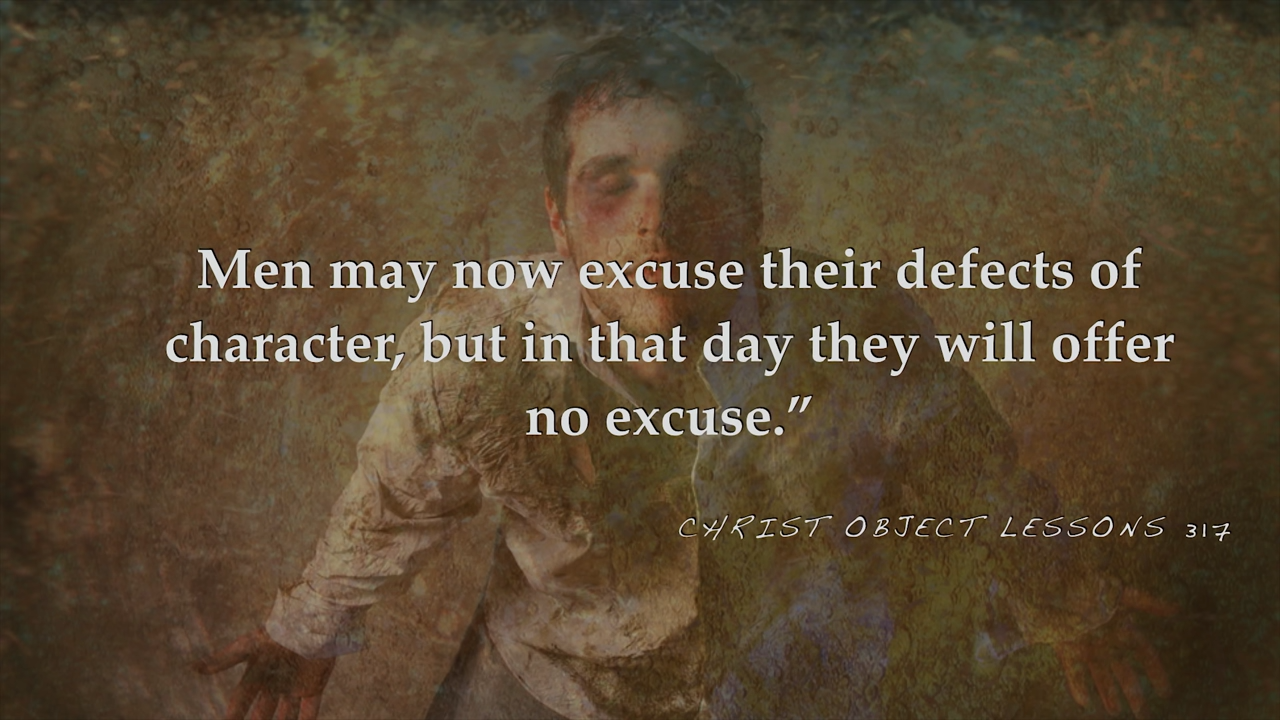 Men may now excuse their defects of
character, but in that day they will offer
no excuse.”
CHRIST OBJECT LESSONS 317